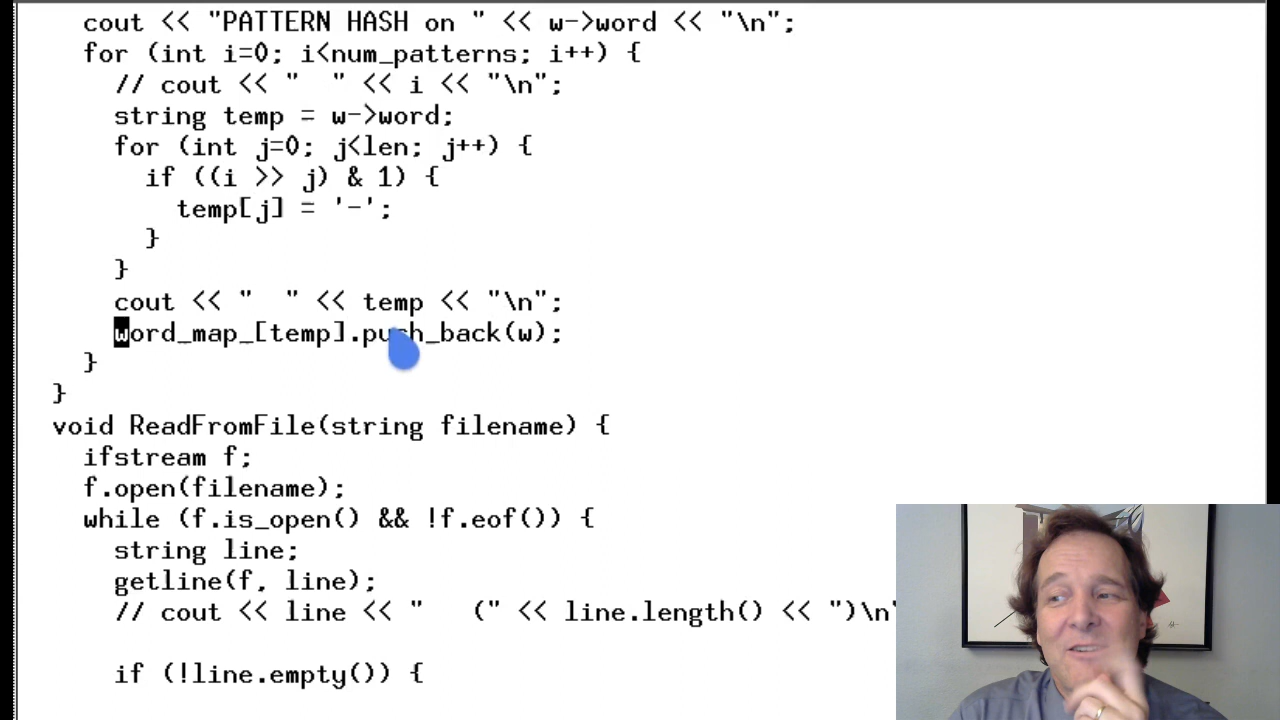 cout << "PATTERN HASH on " << w->word << "\n";
for (int i=0; i<num_patterns; i++) {
// cout << "  " << i << "\n";
string temp = w->word;
for (int j=0; j<len; j++) {
if ((i >> j) & 1) {
temp[j] = '-';
}
}
cout << "  " << temp << "\n";
word_map_[temp].push_back(w);
}
}
void ReadFromFile(string filename) {
ifstream f;
f.open(filename);
while (f.is_open() && !f.eof()) {
string line;
getline(f, line);
// cout << line << "   (" << line.length() << ")\n"
if (!line.empty()) {